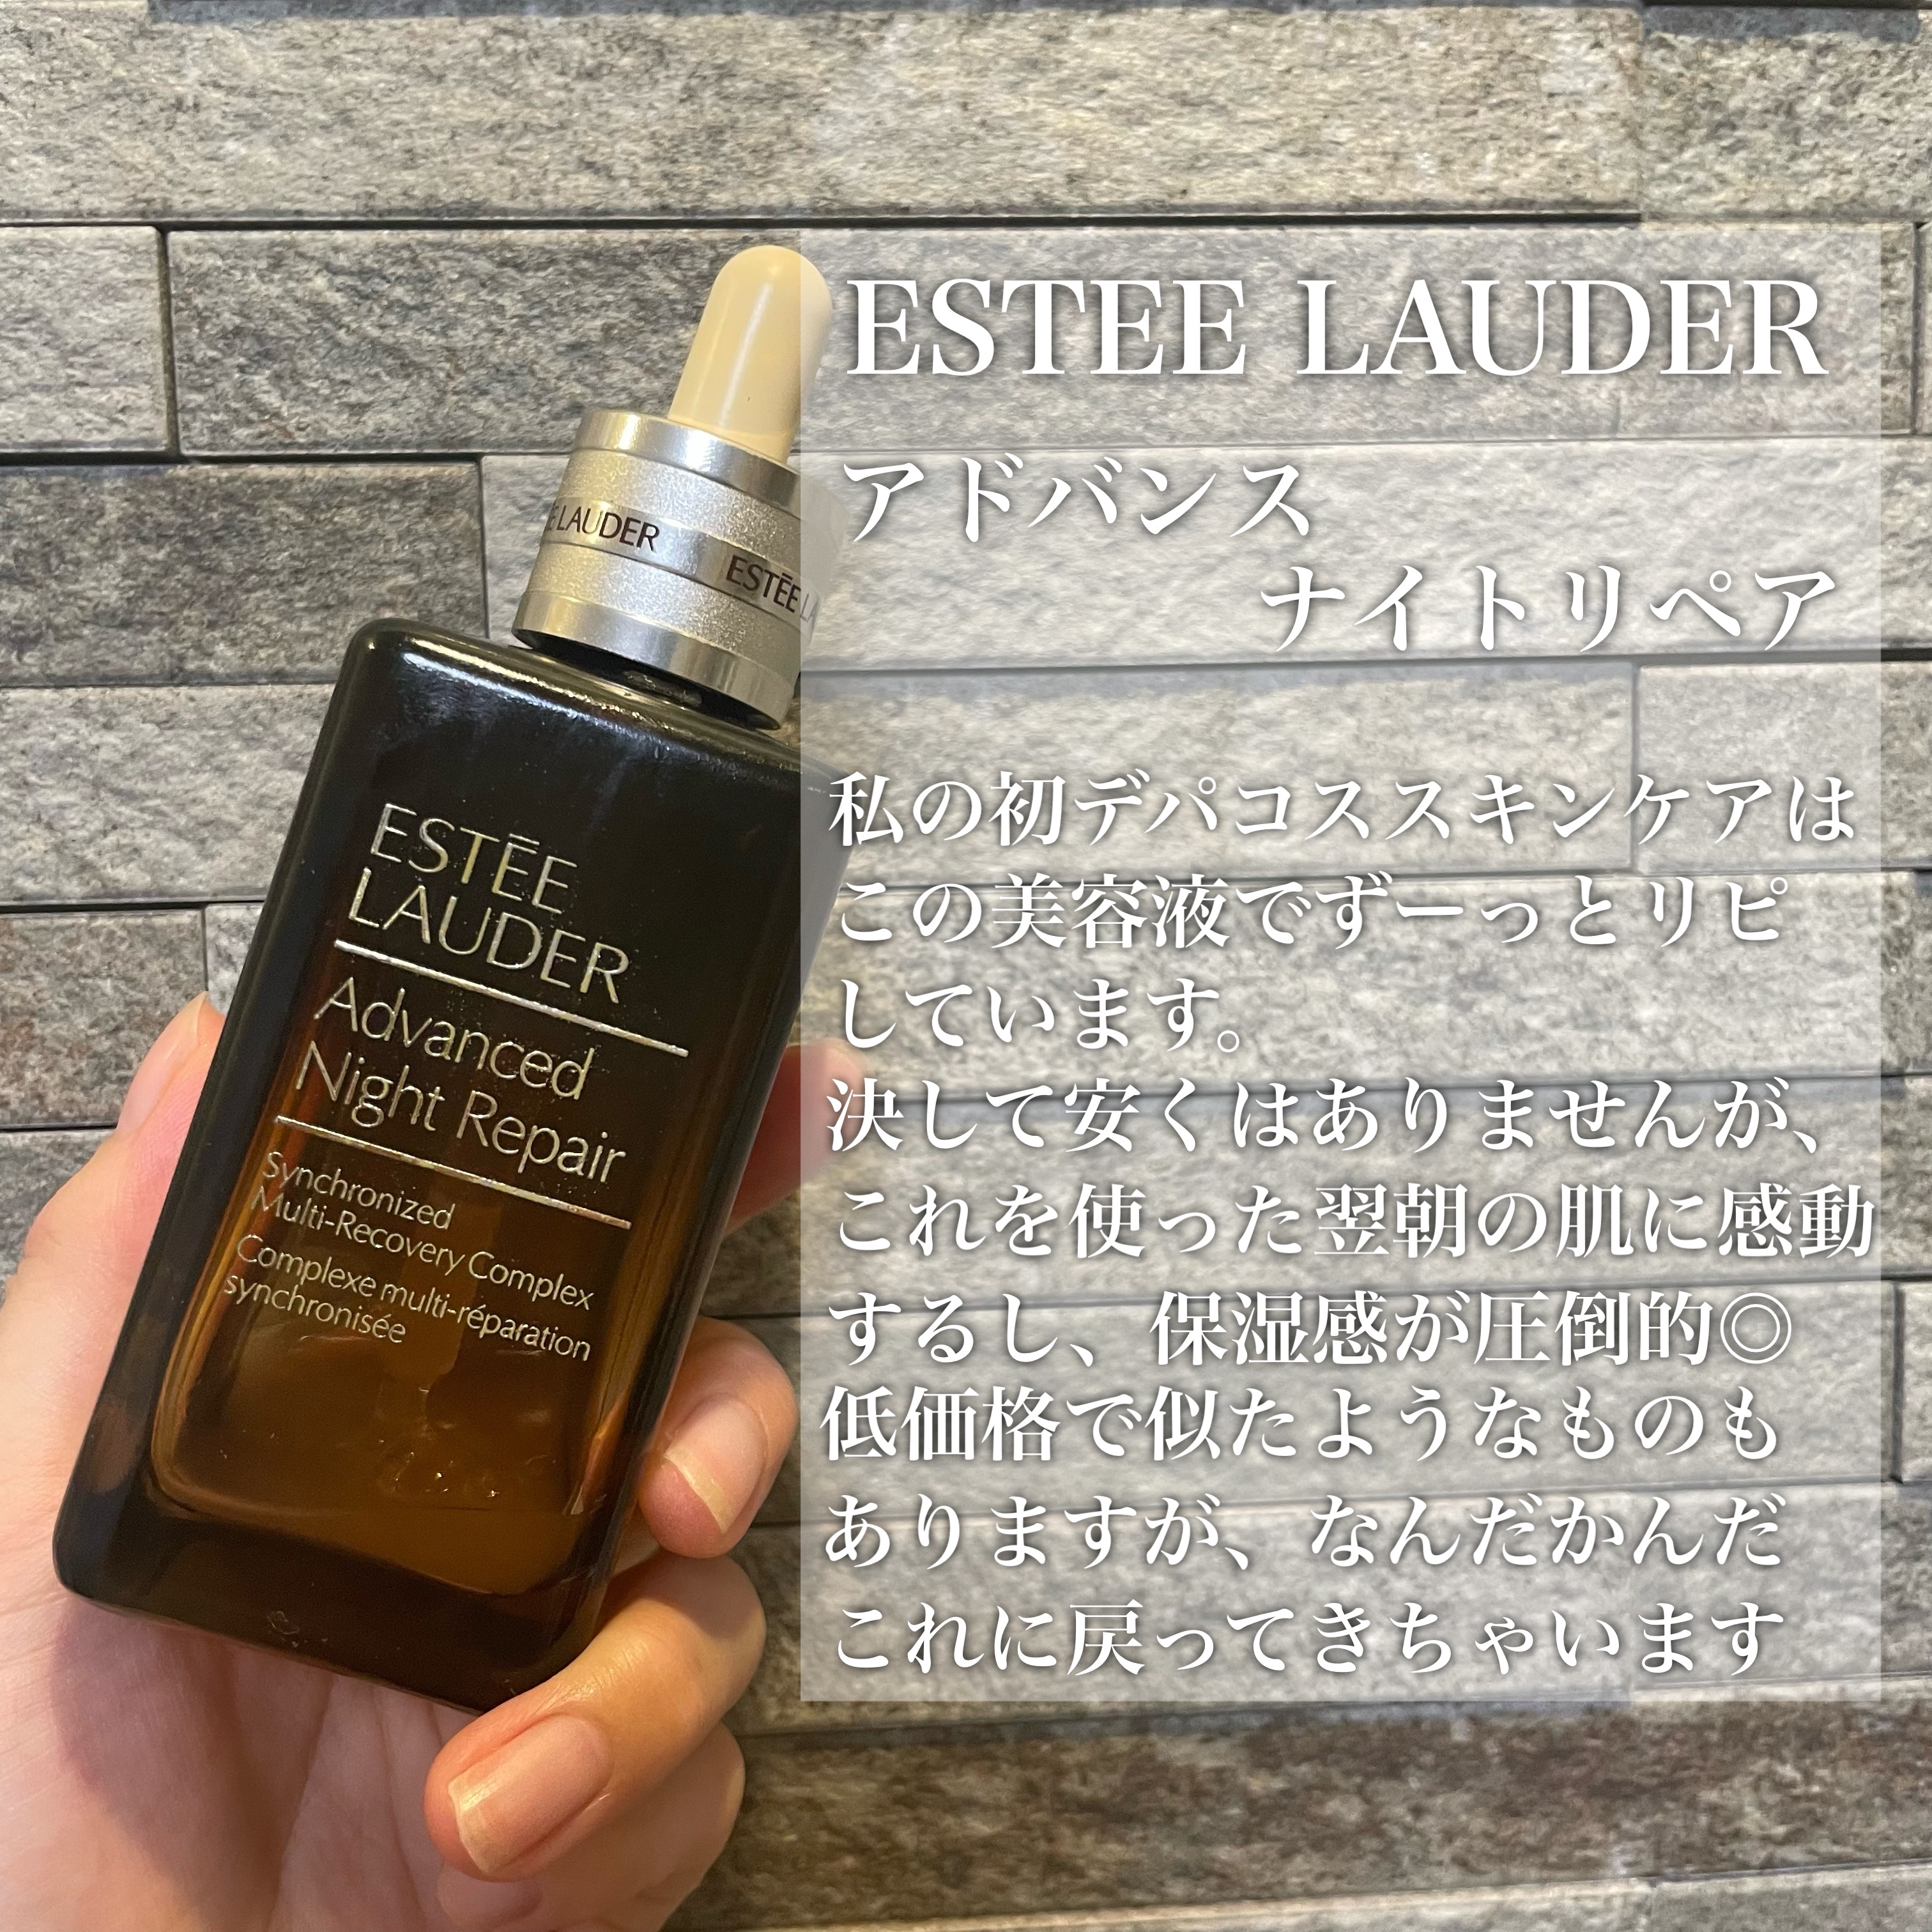 E LAUDER
ESTĒE LA
ESTĒE
LAUDER
Advanced
Night Repair
Synchronized
Multi-Recovery Complex
Complexe multi-réparation
synchronisée
ESTEE LAUDER
アドバンス
ナイトリペア
私の初デパコススキンケアは
この美容液でずーっとリピ
しています。
決して安くはありませんが、
これを使った翌朝の肌に感動
するし、保湿感が圧倒的◎
低価格で似たようなものも
ありますが、なんだかんだ
これに戻ってきちゃいます